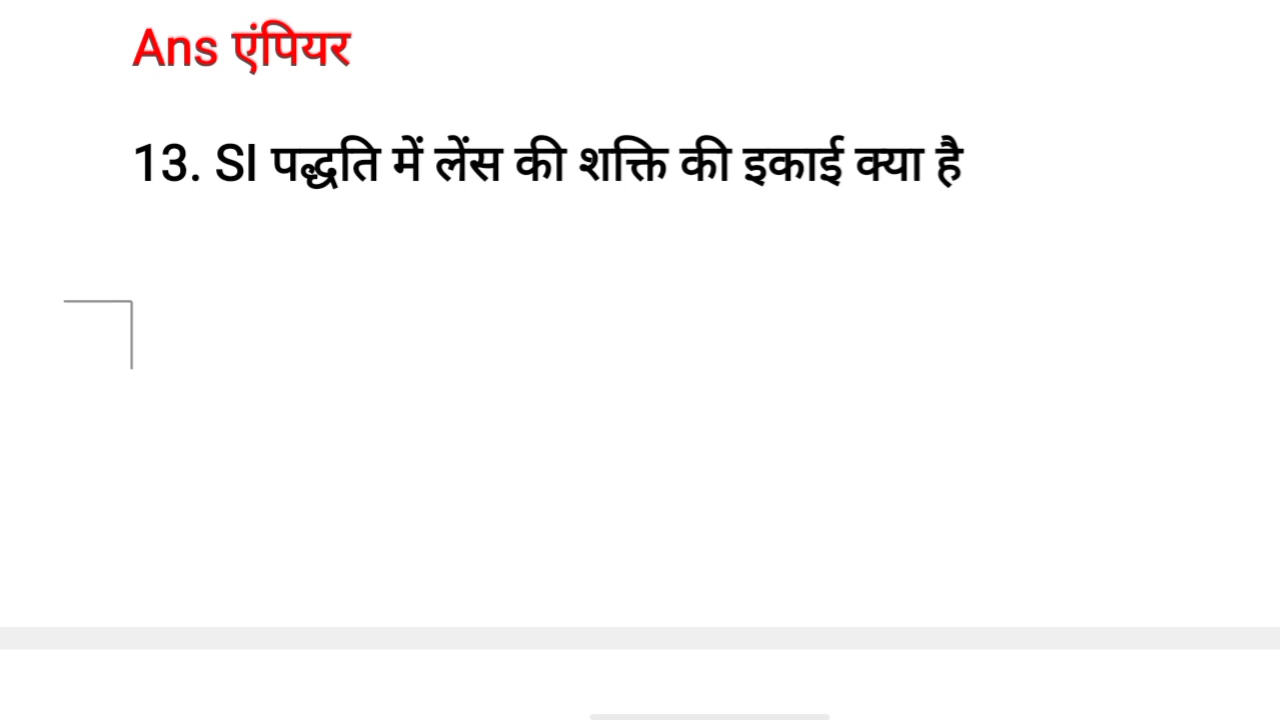 Ans एंपियर
13. SI पद्धति में लेंस की शक्ति की इकाई क्या है